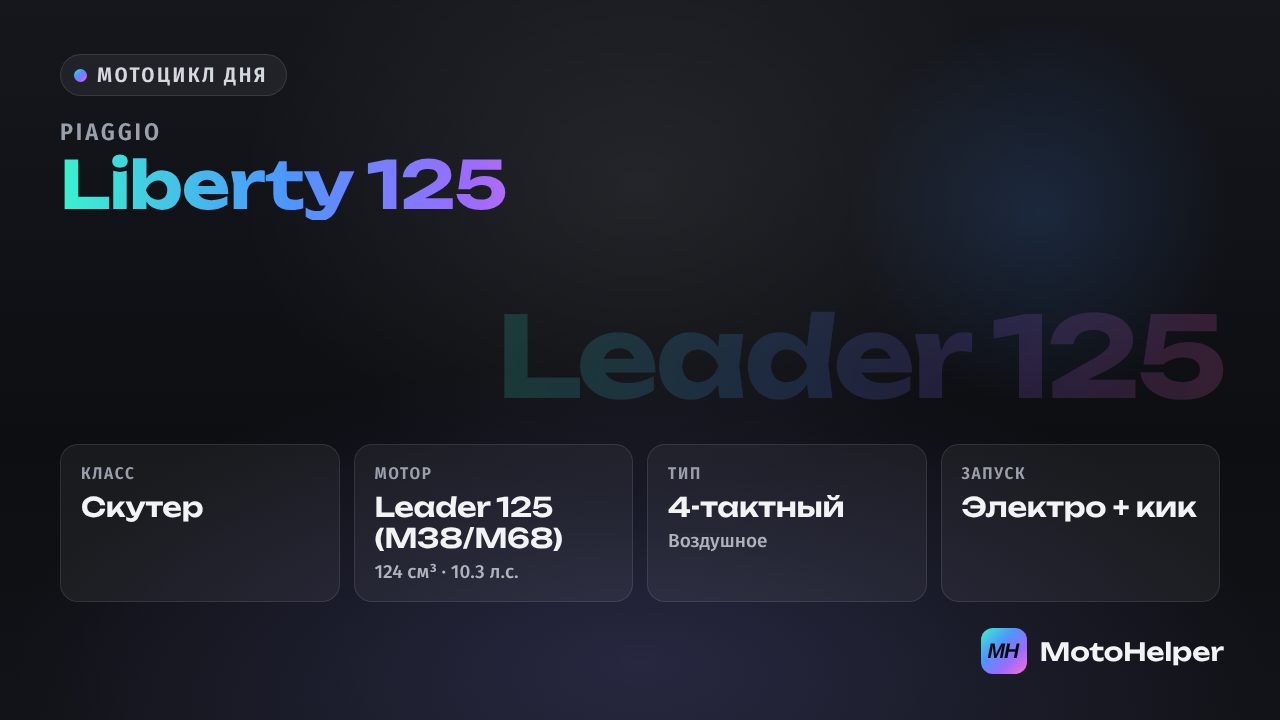 МОТОЦИКЛ ДНЯ
PIAGGIO
Liberty 125
Leader 125
КЛАСС
Скутер
МОТОР
Leader 125
(M38/M68)
124 см³ · 10.3 л.с.
ТИП
4-тактный
Воздушное
ЗАПУСК
Электро + кик
MH MotoHelper